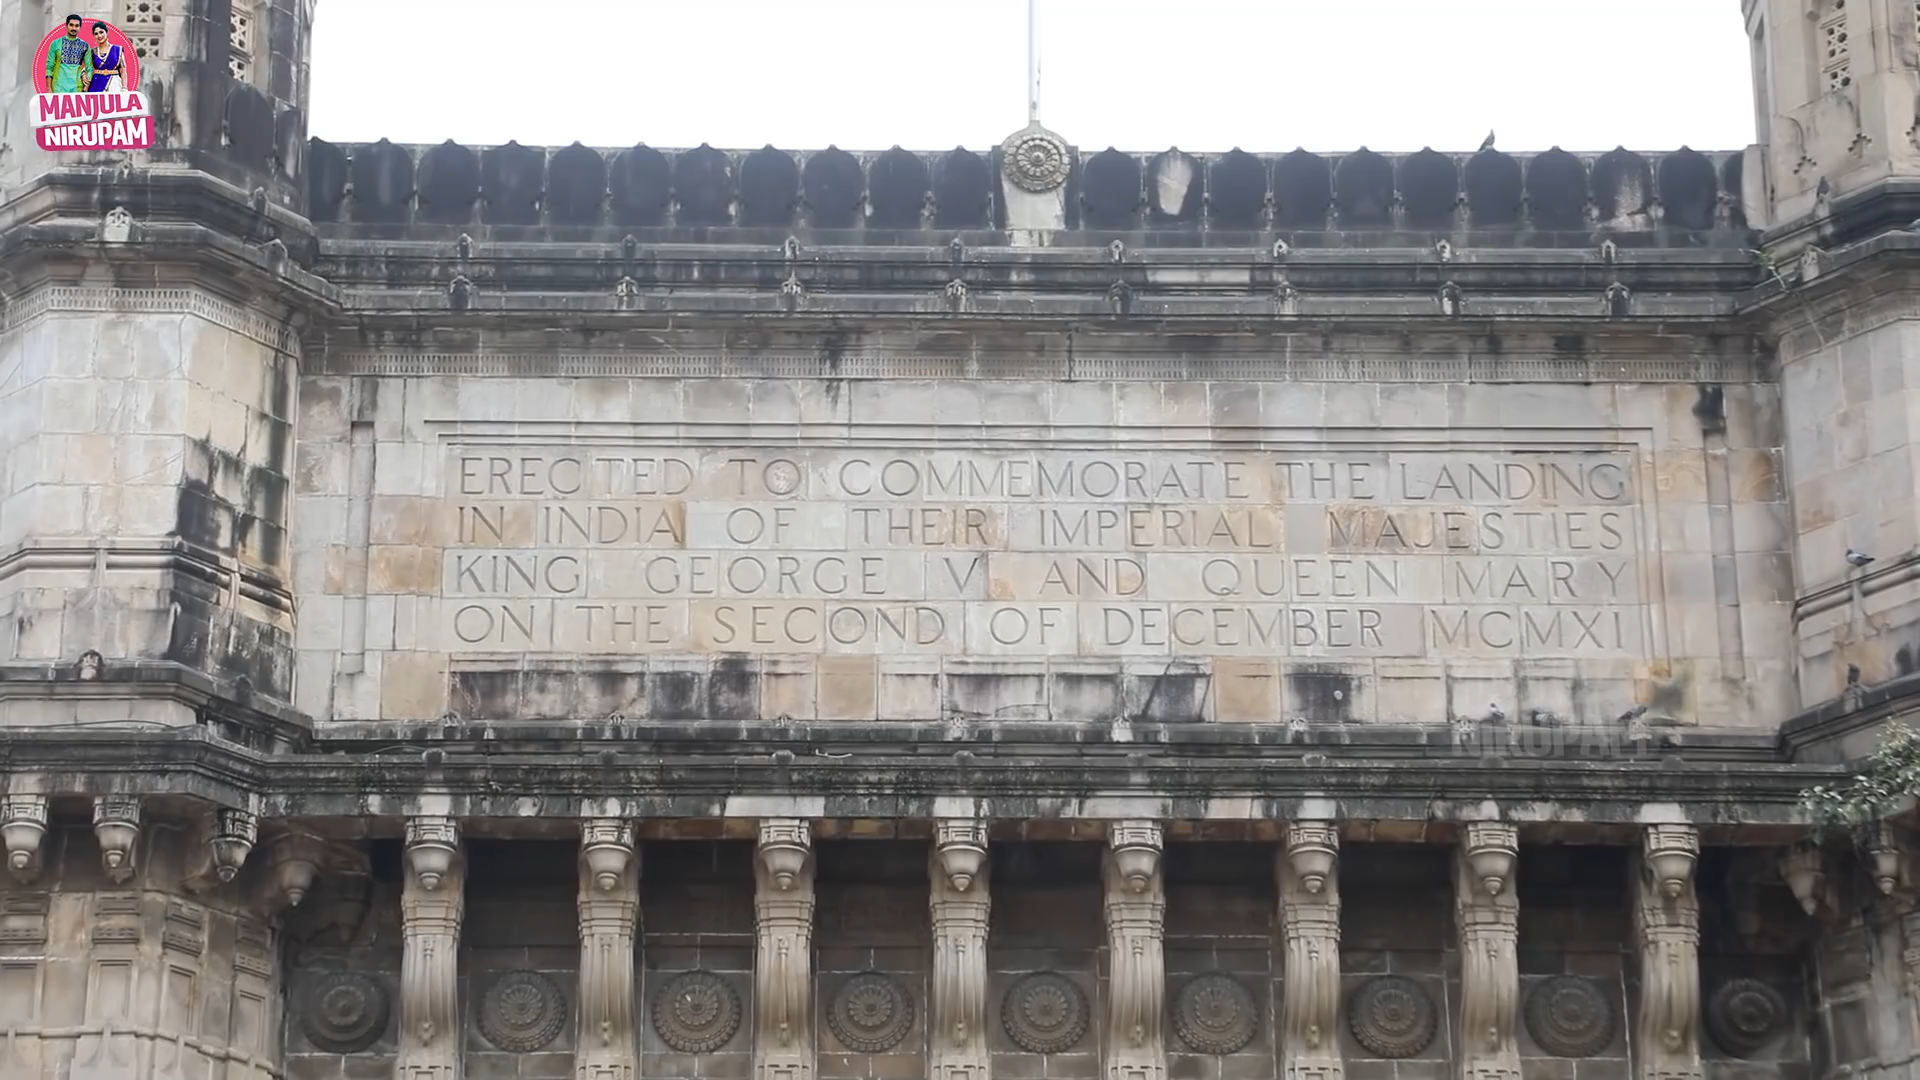 MANJULA
NIRUPAM
ERECTED TO COMMEMORATE THE LANDING
IN INDIA OF THEIR IMPERIAL MAJESTIES
KING GEORGE V AND QUEEN MARY
ON THE SECOND OF DECEMBER MCMXI
NIRUPAM